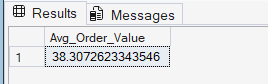 Results Messages
Avg_Order_Value
1 38.3072623343546